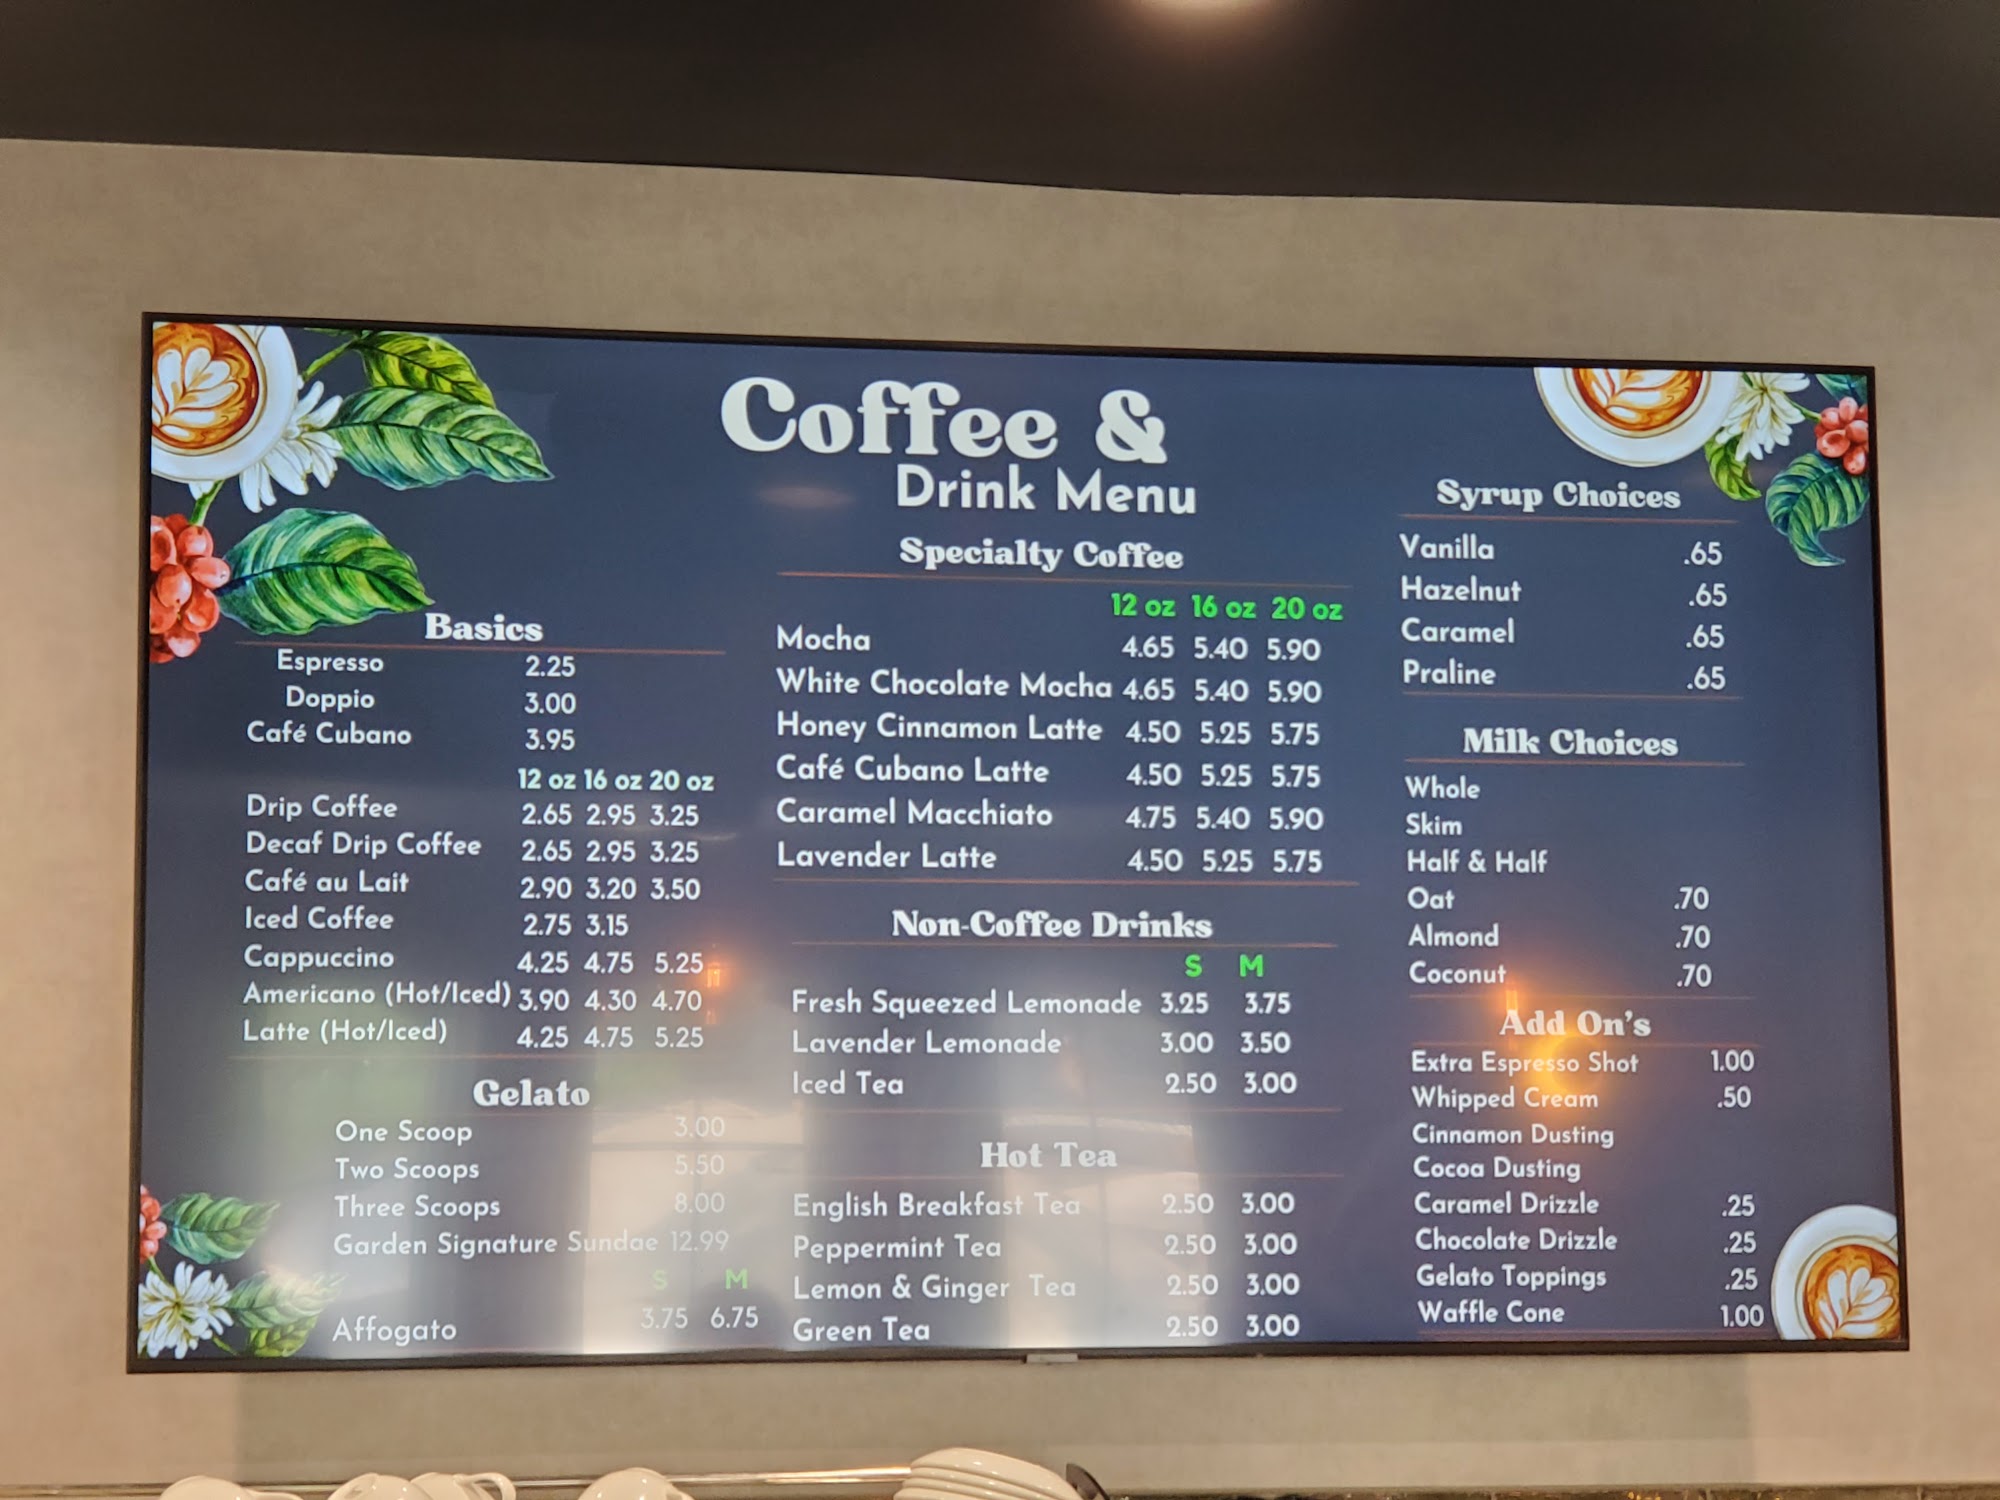 Coffee &
Drink Menu
Basics
Espresso 2.25
Doppio 3.00
Café Cubano 3.95
12 oz 16 oz 20 oz
Drip Coffee 2.65 2.95 3.25
Decaf Drip Coffee 2.65 2.95 3.25
Café au Lait 2.90 3.20 3.50
Iced Coffee 2.75 3.15
Cappuccino 4.25 4.75 5.25
Americano (Hot/Iced) 3.90 4.30 4.70
Latte (Hot/Iced) 4.25 4.75 5.25
Gelato
One Scoop 3.00
Two Scoops 5.50
Three Scoops 8.00
Garden Signature Sundae 12.99
S M
Affogato 3.75 6.75
Specialty Coffee
12 oz 16 oz 20 oz
Mocha 4.65 5.40 5.90
White Chocolate Mocha 4.65 5.40 5.90
Honey Cinnamon Latte 4.50 5.25 5.75
Café Cubano Latte 4.50 5.25 5.75
Caramel Macchiato 4.75 5.40 5.90
Lavender Latte 4.50 5.25 5.75
Non-Coffee Drinks
S M
Fresh Squeezed Lemonade 3.25 3.75
Lavender Lemonade 3.00 3.50
Iced Tea 2.50 3.00
Hot Tea
English Breakfast Tea 2.50 3.00
Peppermint Tea 2.50 3.00
Lemon & Ginger Tea 2.50 3.00
Green Tea 2.50 3.00
Syrup Choices
Vanilla .65
Hazelnut .65
Caramel .65
Praline .65
Milk Choices
Whole
Skim
Half & Half
Oat .70
Almond .70
Coconut .70
Add On's
Extra Espresso Shot 1.00
Whipped Cream .50
Cinnamon Dusting
Cocoa Dusting
Caramel Drizzle .25
Chocolate Drizzle .25
Gelato Toppings .25
Waffle Cone 1.00